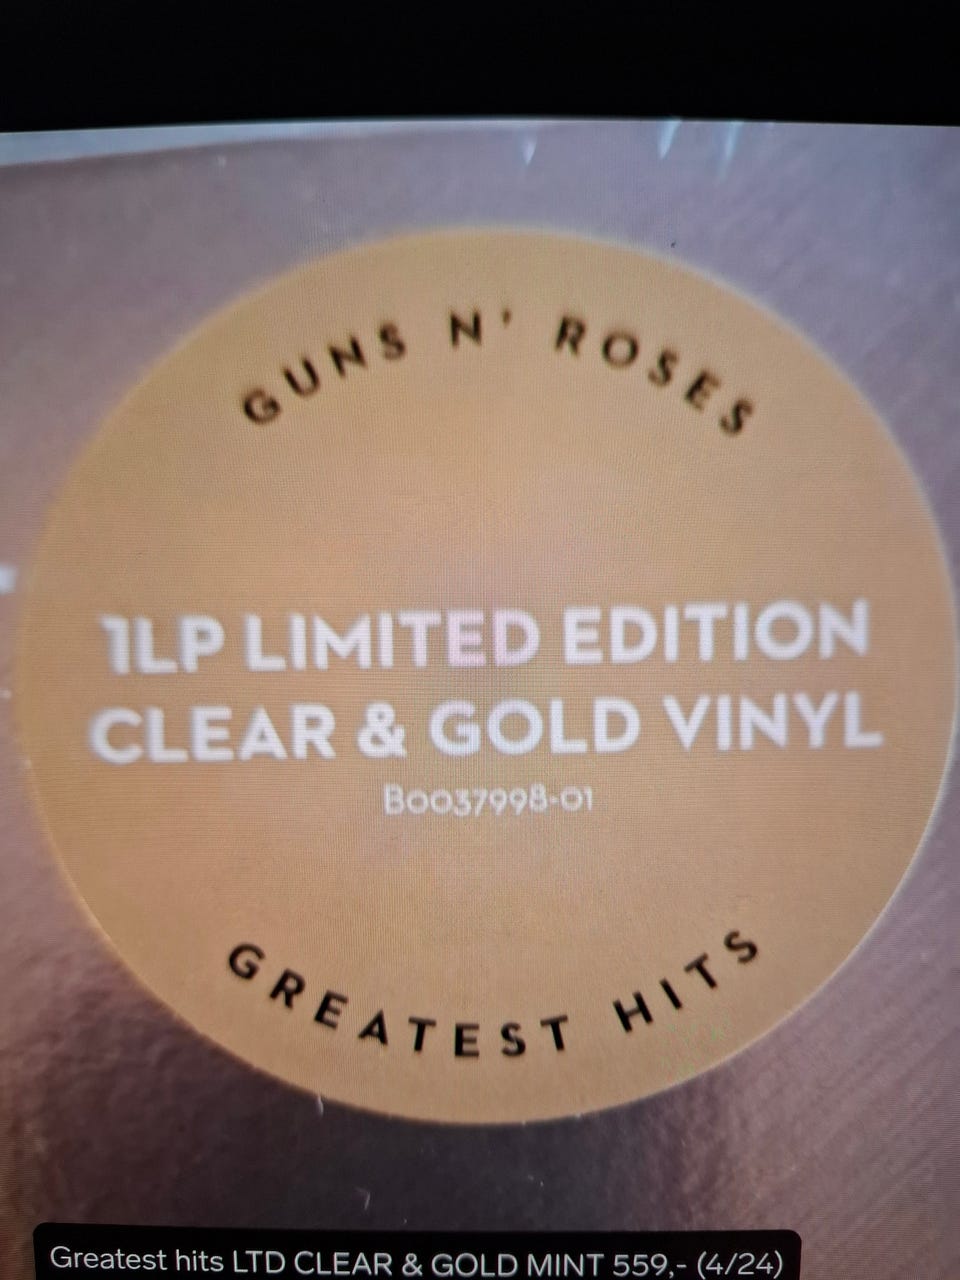 GUNS N' ROSES
1LP LIMITED EDITION
CLEAR & GOLD VINYL
B0037998-01
GREATEST HITS
Greatest hits LTD CLEAR & GOLD MINT 559,- (4/24)